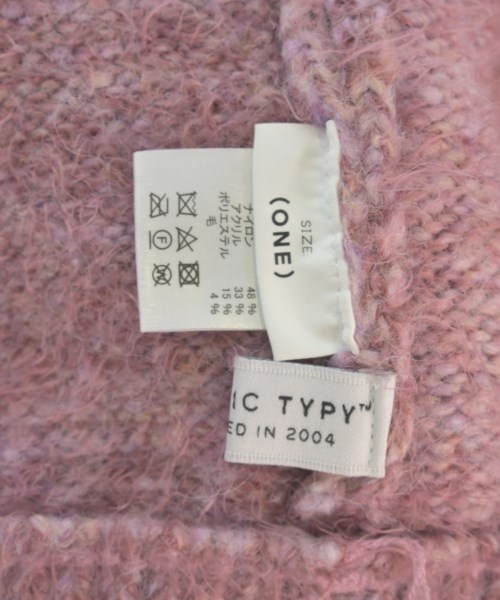 SIZE
(ONE)
ナイロン 48 %
アクリル 33 %
ポリエステル 15 %
毛 4 %
IC TYPY™
ED IN 2004